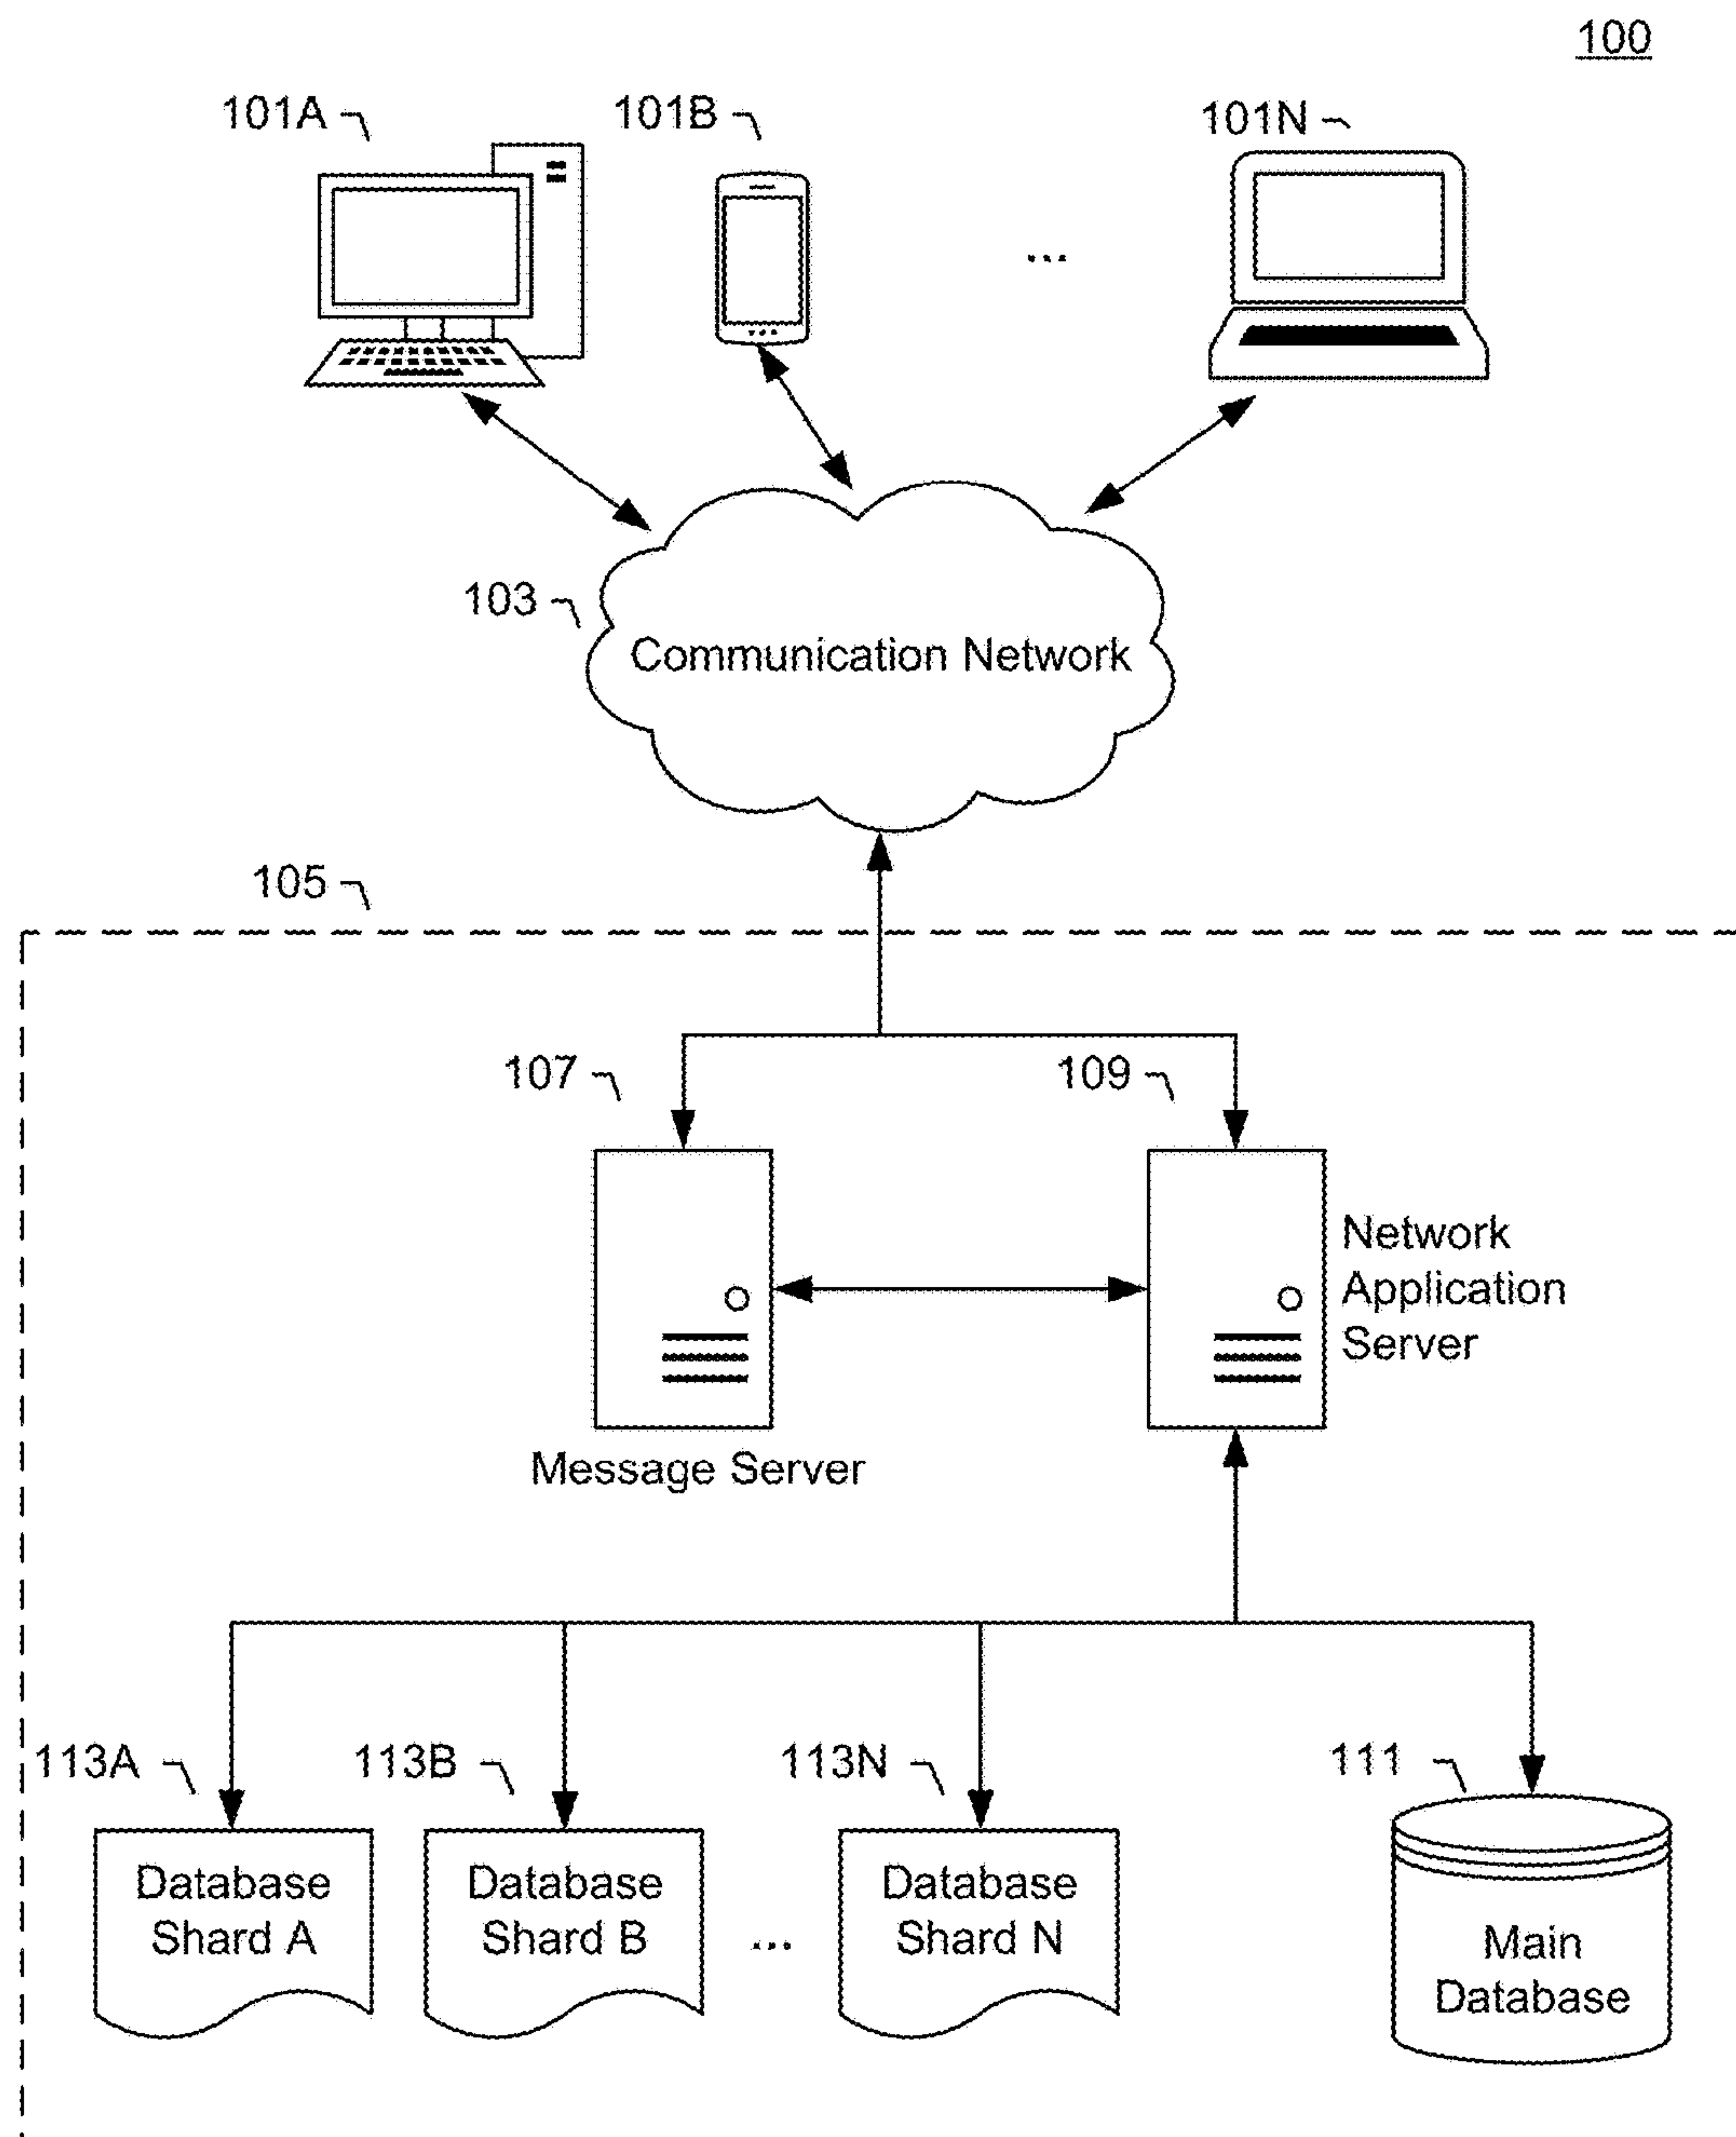 100
101A
101B
101N
...
103
Communication Network
105
107
109
Network
Application
Server
Message Server
113A
113B
113N
111
Database
Shard A
Database
Shard B
...
Database
Shard N
Main
Database